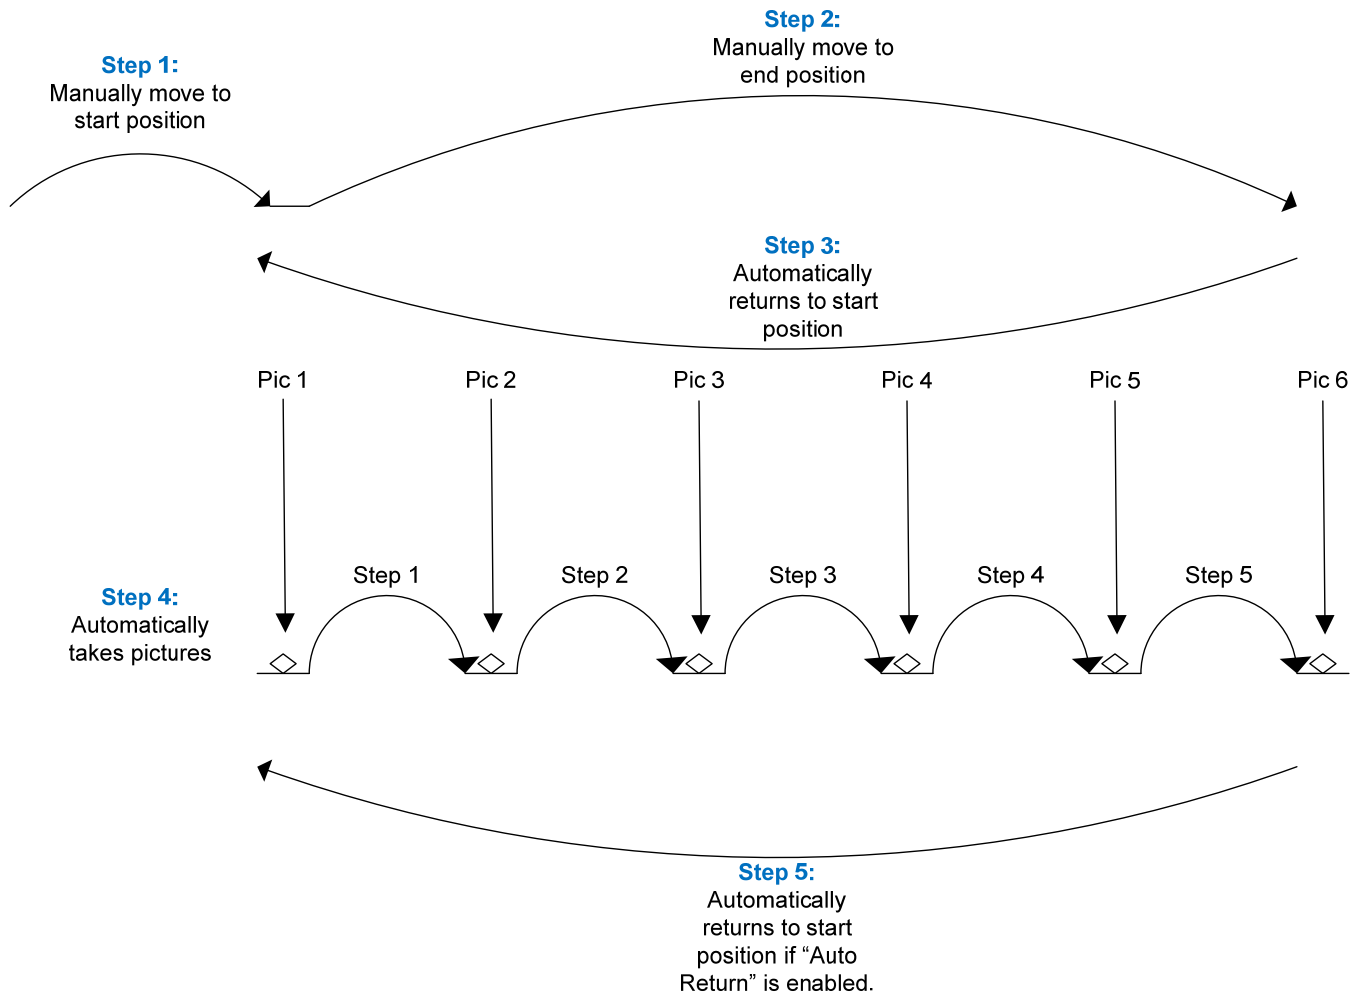 Step 1:
Manually move to
start position
Step 2:
Manually move to
end position
Step 3:
Automatically
returns to start
position
Pic 1
Pic 2
Pic 3
Pic 4
Pic 5
Pic 6
Step 4:
Automatically
takes pictures
Step 1
Step 2
Step 3
Step 4
Step 5
Step 5:
Automatically
returns to start
position if “Auto
Return” is enabled.